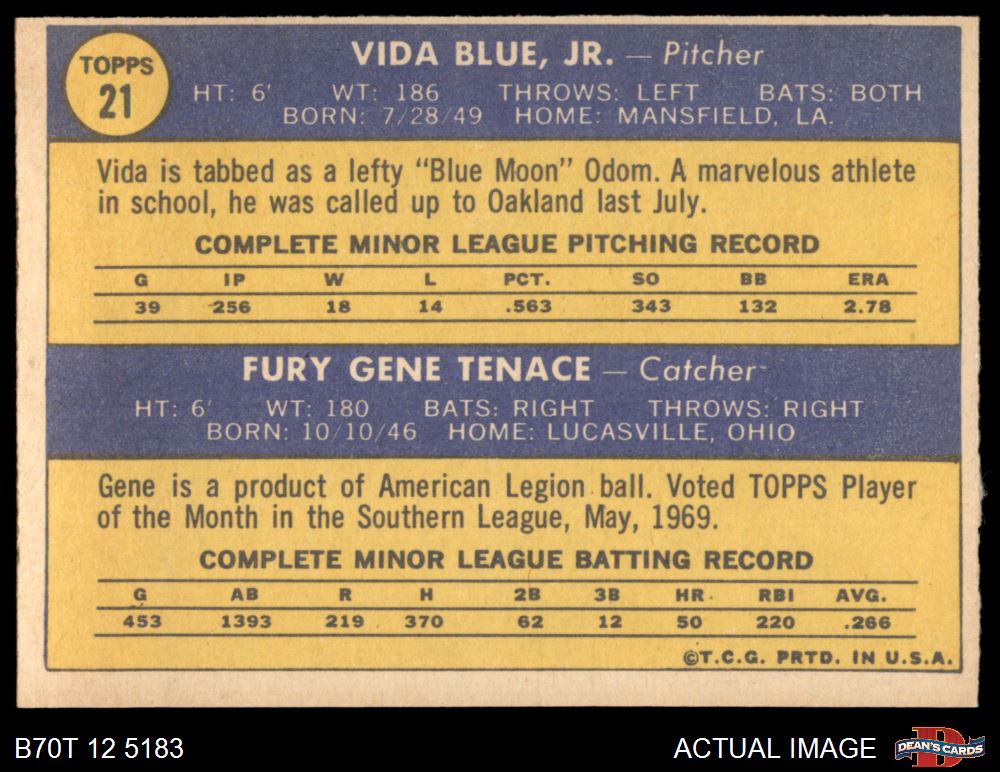 TOPPS
21
VIDA BLUE, JR. — Pitcher
HT: 6' WT: 186 THROWS: LEFT BATS: BOTH
BORN: 7/28/49 HOME: MANSFIELD, LA.
Vida is tabbed as a lefty "Blue Moon" Odom. A marvelous athlete
in school, he was called up to Oakland last July.
COMPLETE MINOR LEAGUE PITCHING RECORD
G IP W L PCT. SO BB ERA
39 256 18 14 .563 343 132 2.78
FURY GENE TENACE — Catcher
HT: 6' WT: 180 BATS: RIGHT THROWS: RIGHT
BORN: 10/10/46 HOME: LUCASVILLE, OHIO
Gene is a product of American Legion ball. Voted TOPPS Player
of the Month in the Southern League, May, 1969.
COMPLETE MINOR LEAGUE BATTING RECORD
G AB R H 2B 3B HR RBI AVG.
453 1393 219 370 62 12 50 220 .266
©T.C.G. PRTD. IN U.S.A.
B70T 12 5183
ACTUAL IMAGE
DEAN'S CARDS